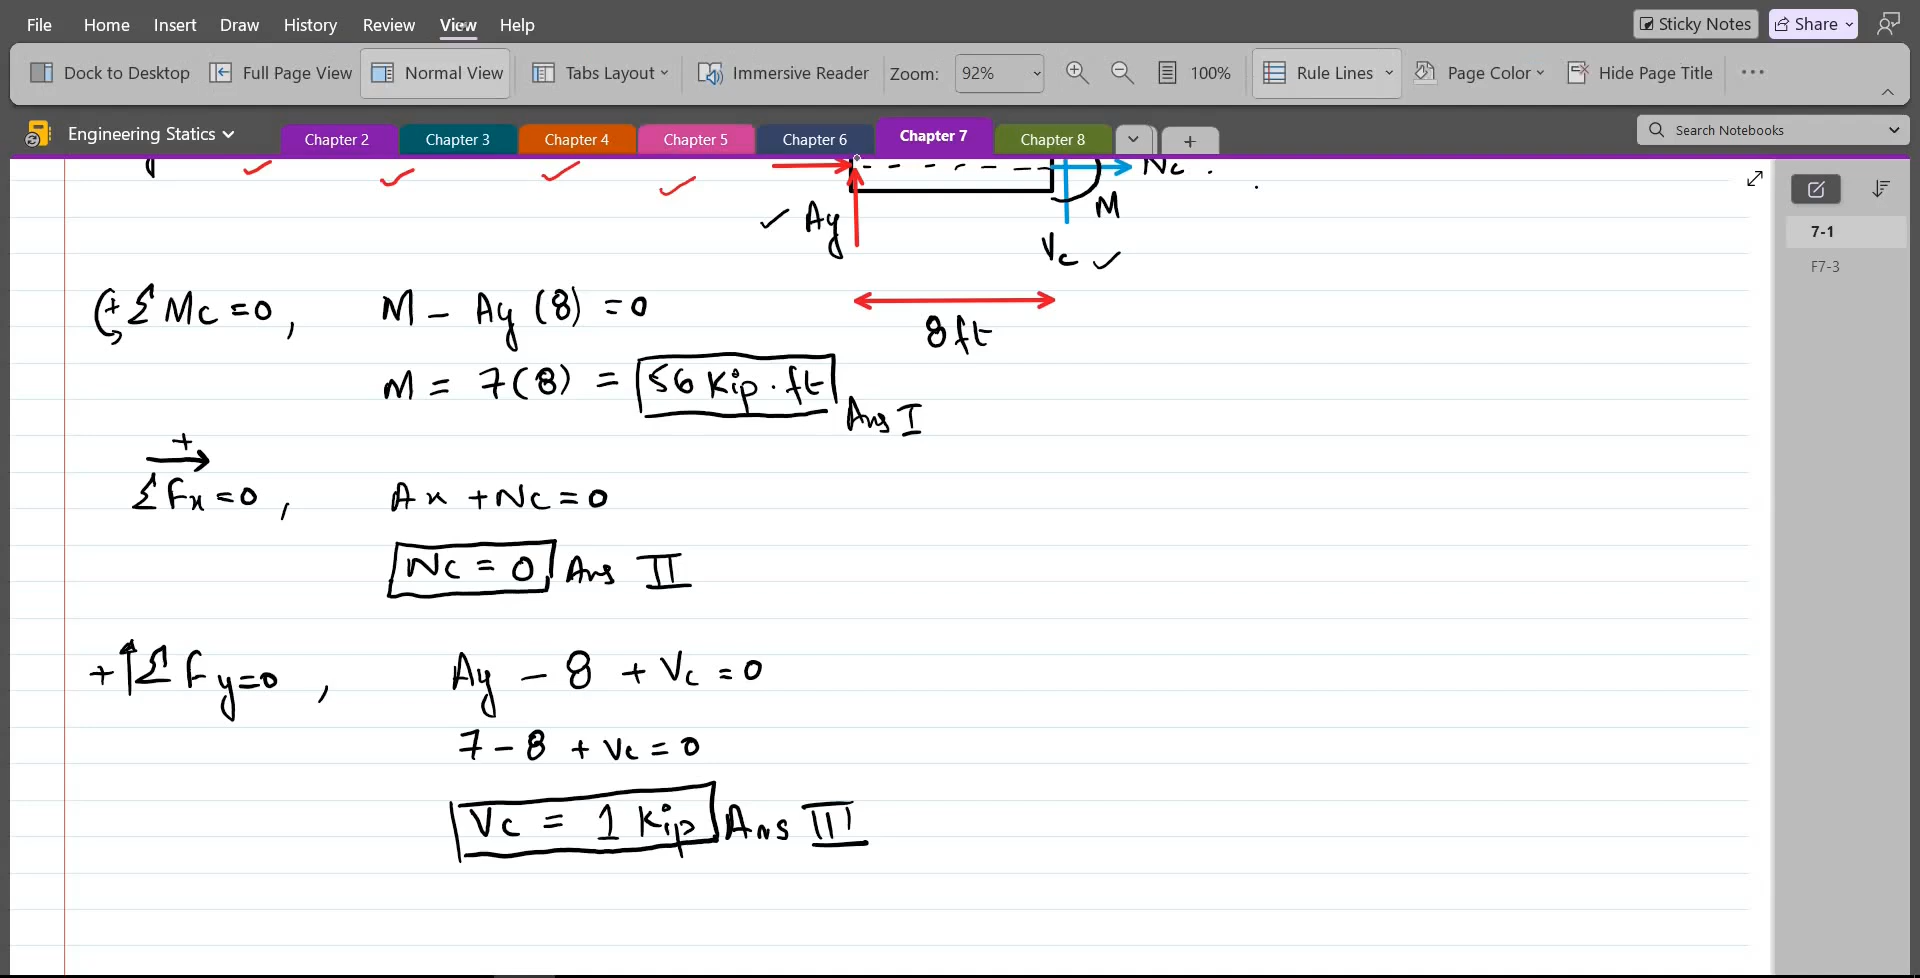 File Home Insert Draw History Review View Help Sticky Notes Share
Dock to Desktop Full Page View Normal View Tabs Layout Immersive Reader Zoom: 92% 100% Rule Lines Page Color Hide Page Title ...
Engineering Statics Chapter 2 Chapter 3 Chapter 4 Chapter 5 Chapter 6 Chapter 7 Chapter 8 + Search Notebooks
Nc .
M
✓ Ay
Vc ✓
7-1
F7-3
(+ ΣMc = 0, M - Ay (8) = 0
8 ft
M = 7(8) = 56 Kip . ft Ans I
+
ΣFx = 0, Ax + Nc = 0
Nc = 0 Ans II
+↑ΣFy=0, Ay - 8 + Vc = 0
7 - 8 + Vc = 0
Vc = 1 Kip Ans III